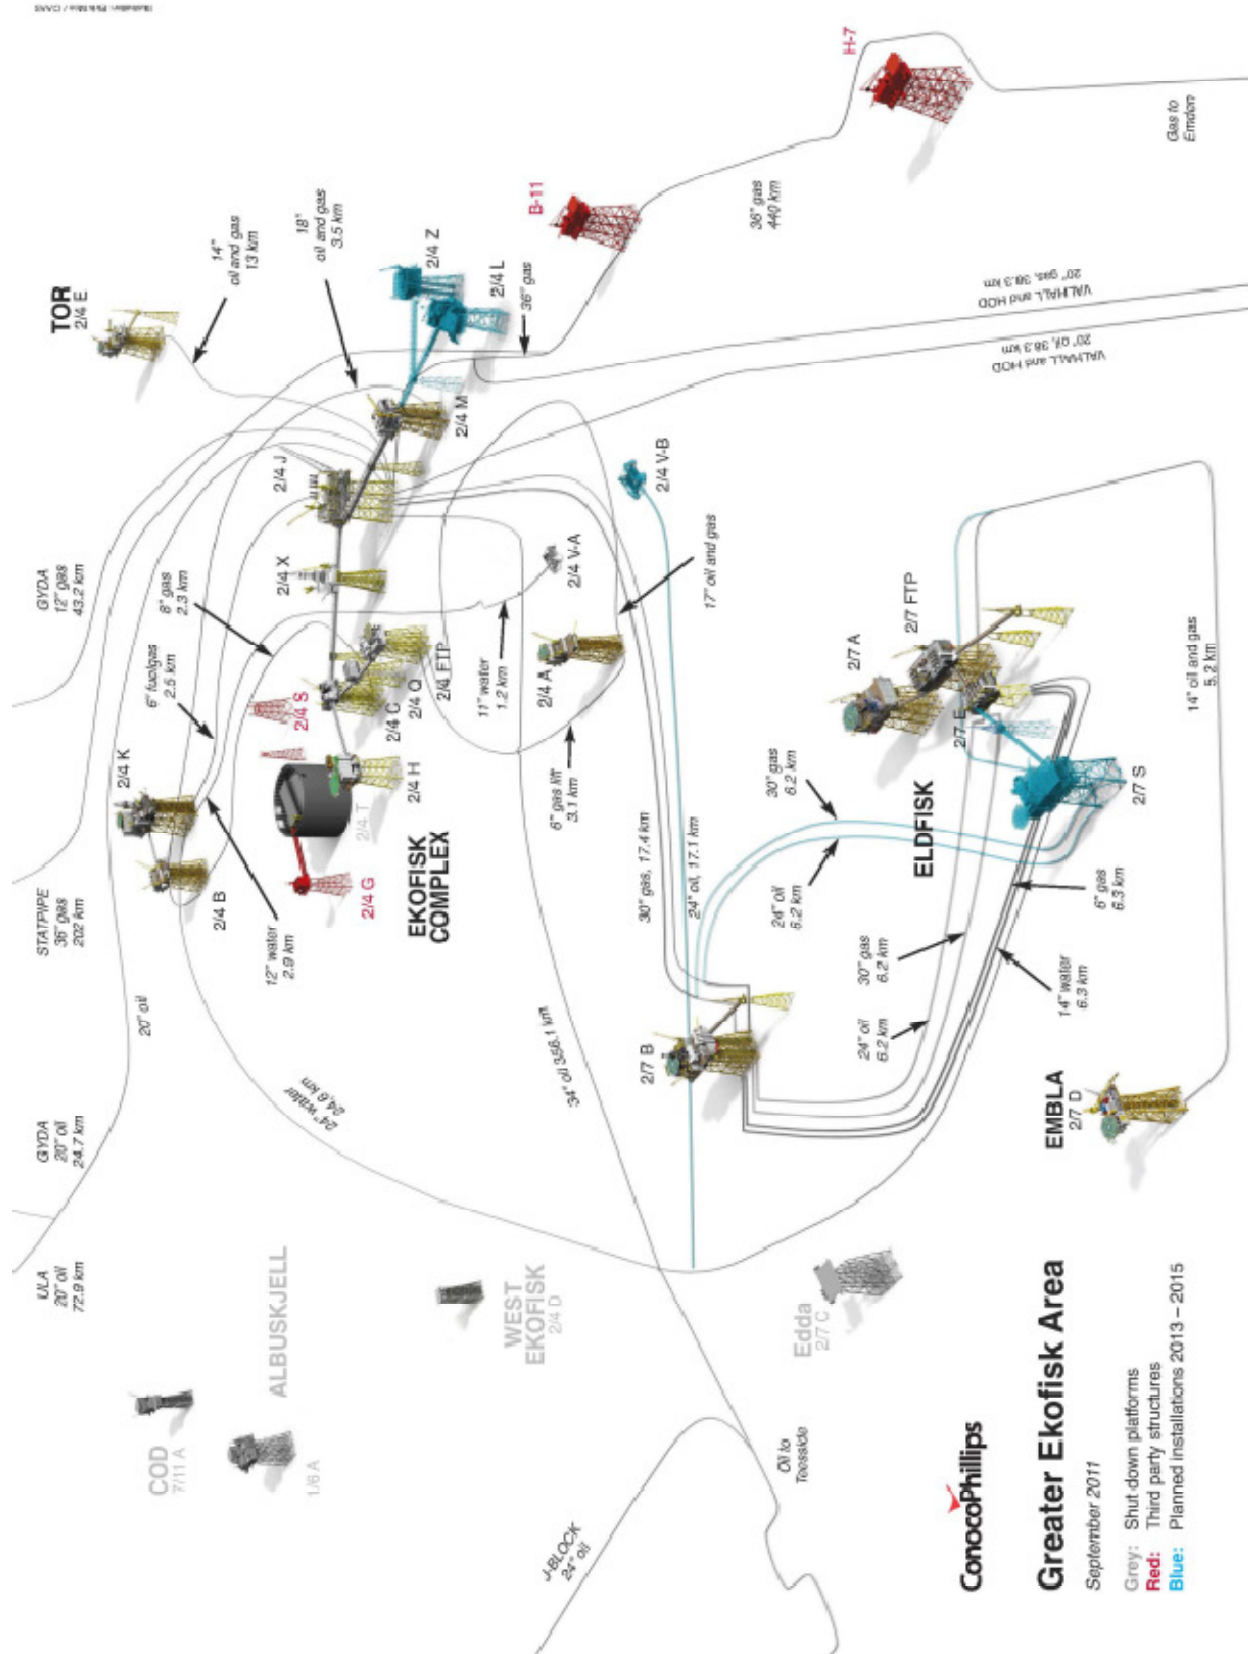 COD
7/11 A
1/6 A
ALBUSKJELL
ULA
20" oil
72.9 km
GYDA
20" oil
24.7 km
20" oil
STATPIPE
36" gas
202 km
GYDA
12" gas
43.2 km
TOR
2/4 E
14"
oil and gas
13 km
18"
oil and gas
3.5 km
2/4 K
2/4 B
6" fuelgas
2.5 km
8" gas
2.3 km
12" water
2.9 km
24" water
24,6 km
2/4 G
2/4 T
2/4 S
2/4 H
2/4 C
2/4 Q
2/4 FTP
2/4 X
2/4 J
2/4 M
2/4 Z
2/4 L
36" gas
EKOFISK
COMPLEX
WEST
EKOFISK
2/4 D
11" water
1.2 km
2/4 A
2/4 V-A
6" gas lift
3.1 km
34" oil 358.1 km
J-BLOCK
24" oil
B-11
36" gas
440 km
H-7
Gas to
Emden
30" gas, 17.4 km
24" oil, 17.1 km
2/4 V-B
17" oil and gas
2/7 B
Edda
2/7 C
Oil to
Teesside
30" gas
6.2 km
24" oil
6.2 km
30" gas
6.2 km
24" oil
6.2 km
ELDFISK
2/7 A
2/7 FTP
2/7 E
2/7 S
6" gas
6.3 km
14" water
6.3 km
14" oil and gas
5.2 km
VALHALL and HOD
20" gas, 38.3 km
VALHALL and HOD
20" oil, 38.3 km
EMBLA
2/7 D
ConocoPhillips
Greater Ekofisk Area
September 2011
Grey: Shut down platforms
Red: Third party structures
Blue: Planned installations 2013 – 2015